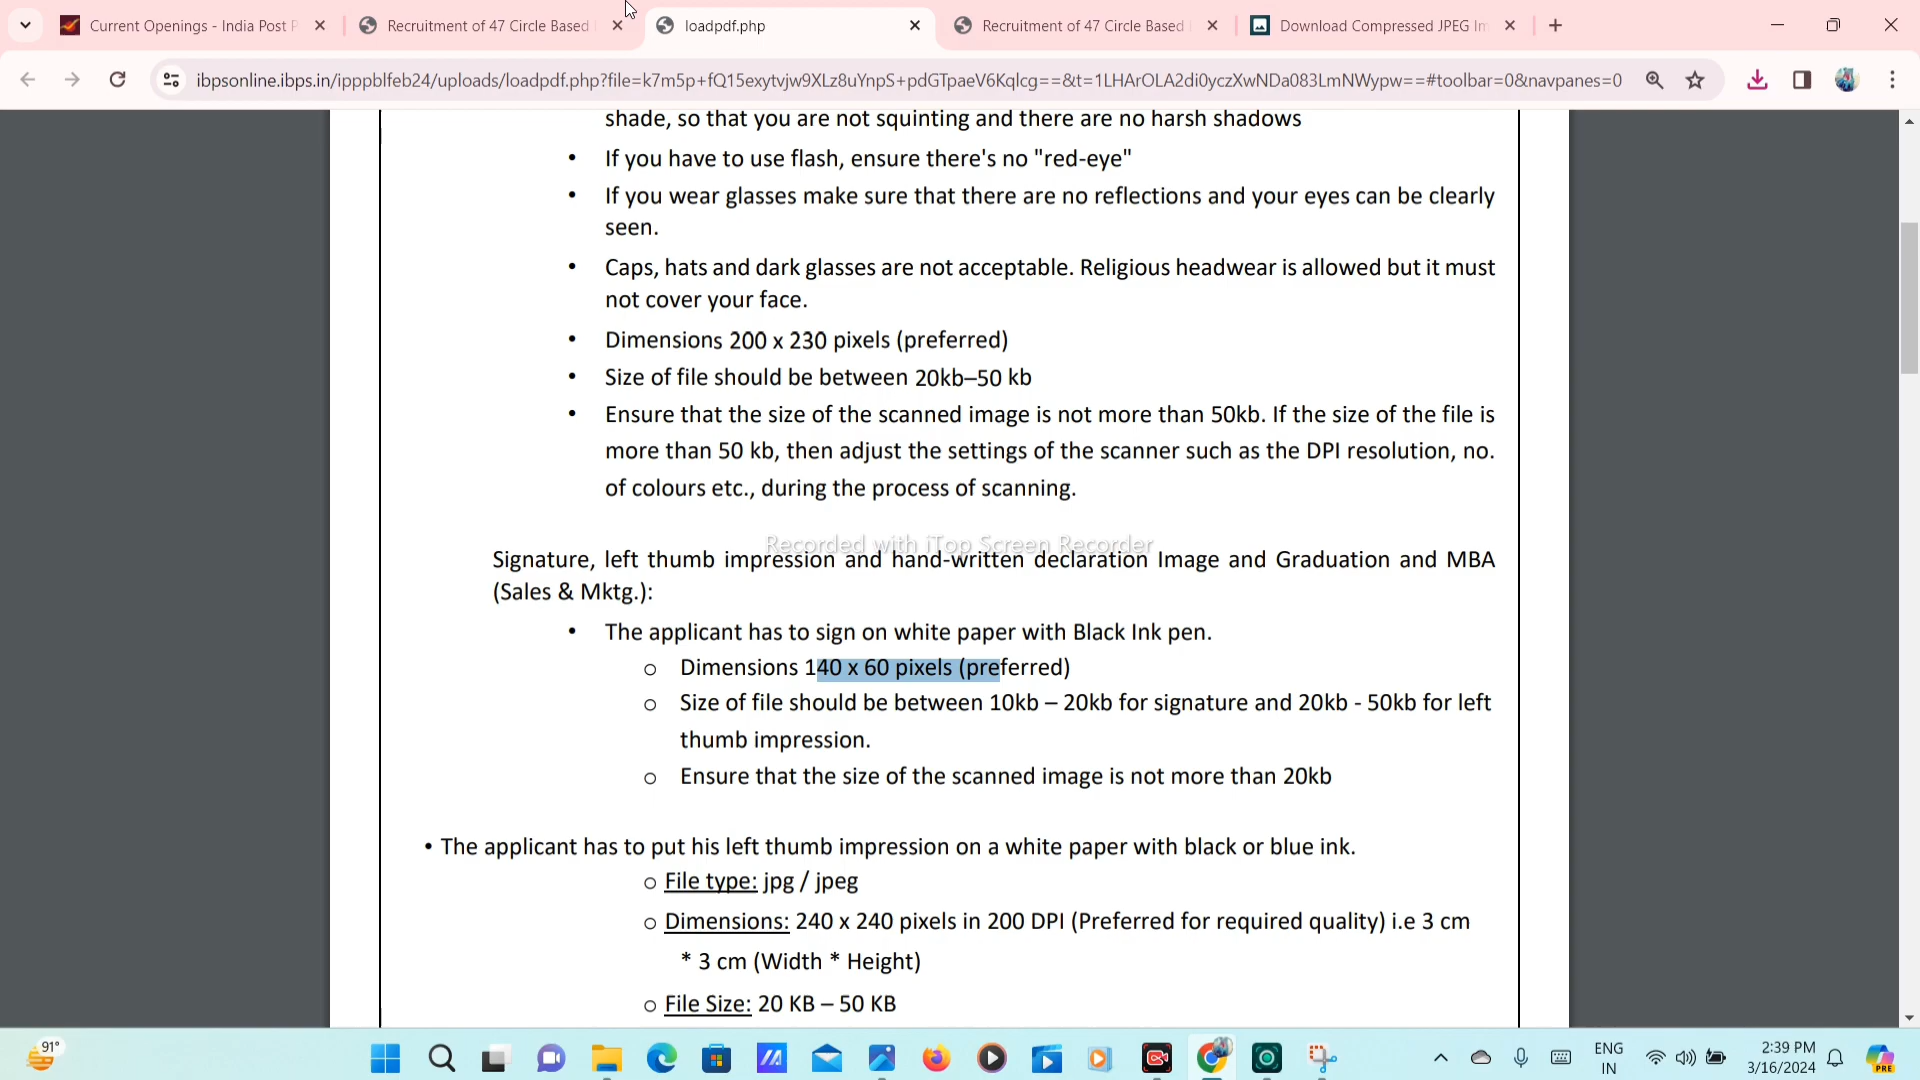 Current Openings - India Post P
Recruitment of 47 Circle Based
loadpdf.php
Recruitment of 47 Circle Based
Download Compressed JPEG Im
ibpsonline.ibps.in/ipppblfeb24/uploads/loadpdf.php?file=k7m5p+fQ15exytvjw9XLz8uYnpS+pdGTpaeV6Kqlcg==&t=1LHArOLA2di0yczXwNDa083LmNWypw==#toolbar=0&navpanes=0
shade, so that you are not squinting and there are no harsh shadows
• If you have to use flash, ensure there's no "red-eye"
• If you wear glasses make sure that there are no reflections and your eyes can be clearly
seen.
• Caps, hats and dark glasses are not acceptable. Religious headwear is allowed but it must
not cover your face.
• Dimensions 200 x 230 pixels (preferred)
• Size of file should be between 20kb–50 kb
• Ensure that the size of the scanned image is not more than 50kb. If the size of the file is
more than 50 kb, then adjust the settings of the scanner such as the DPI resolution, no.
of colours etc., during the process of scanning.
Recorded with iTop Screen Recorder
Signature, left thumb impression and hand-written declaration Image and Graduation and MBA
(Sales & Mktg.):
• The applicant has to sign on white paper with Black Ink pen.
o Dimensions 140 x 60 pixels (preferred)
o Size of file should be between 10kb – 20kb for signature and 20kb - 50kb for left
thumb impression.
o Ensure that the size of the scanned image is not more than 20kb
• The applicant has to put his left thumb impression on a white paper with black or blue ink.
o File type: jpg / jpeg
o Dimensions: 240 x 240 pixels in 200 DPI (Preferred for required quality) i.e 3 cm
* 3 cm (Width * Height)
o File Size: 20 KB – 50 KB
91°
ENG
IN
2:39 PM
3/16/2024
PRE